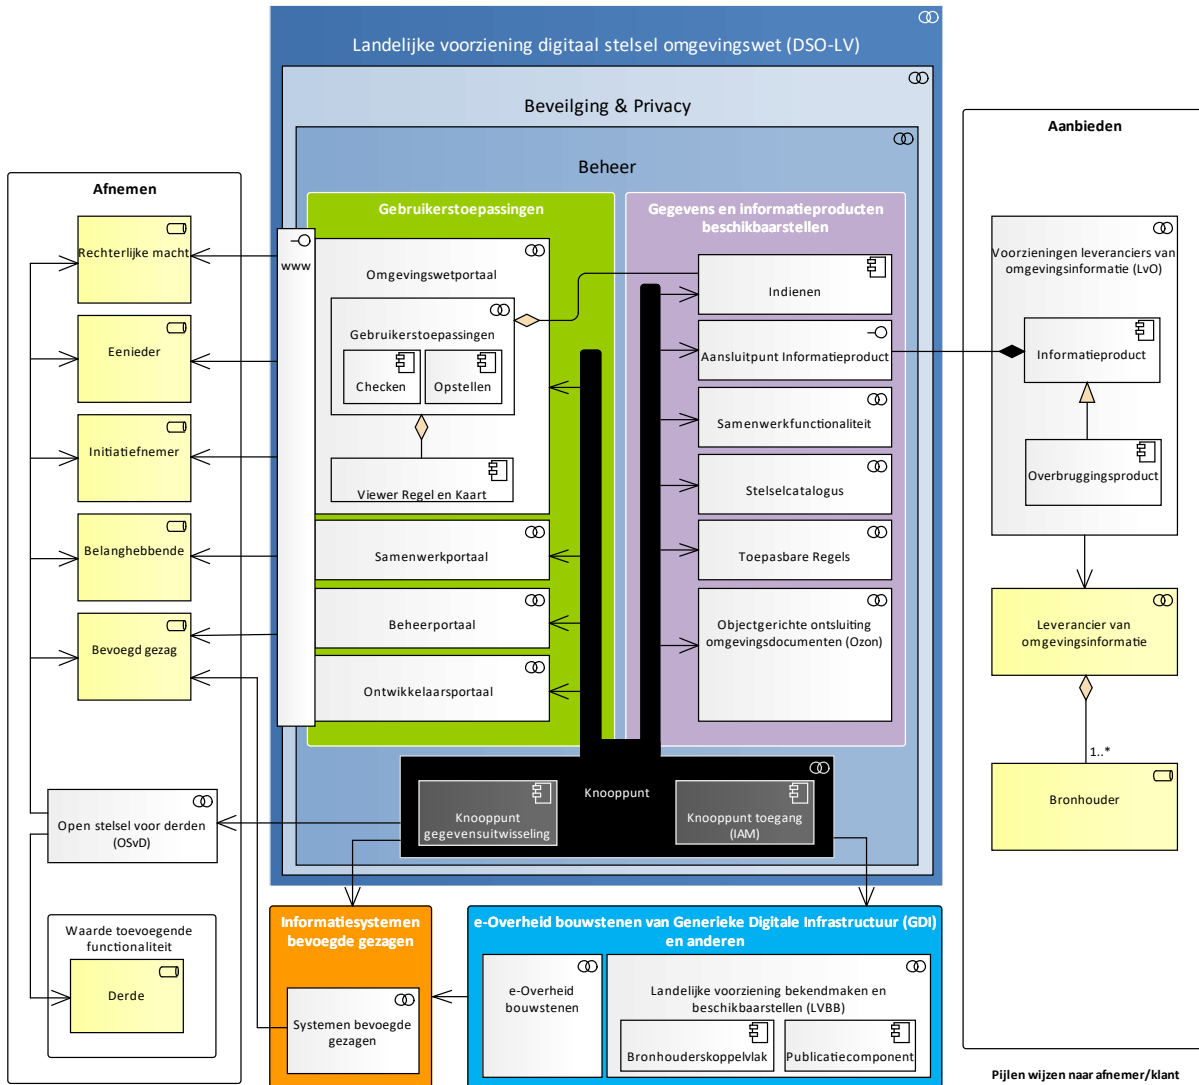 Landelijke voorziening digitaal stelsel omgevingswet (DSO-LV)
Beveilging & Privacy
Beheer
Afnemen
Rechterlijke macht
Eenieder
Initiatiefnemer
Belanghebbende
Bevoegd gezag
Open stelsel voor derden
(OSvD)
Waarde toevoegende
functionaliteit
Derde
www
Gebruikerstoepassingen
Omgevingswetportaal
Gebruikerstoepassingen
Checken
Opstellen
Viewer Regel en Kaart
Samenwerkportaal
Beheerportaal
Ontwikkelaarsportaal
Gegevens en informatieproducten
beschikbaarstellen
Indienen
Aansluitpunt Informatieproduct
Samenwerkfunctionaliteit
Stelselcatalogus
Toepasbare Regels
Objectgerichte ontsluiting
omgevingsdocumenten (Ozon)
Knooppunt
Knooppunt
gegevensuitwisseling
Knooppunt toegang
(IAM)
Informatiesystemen
bevoegde gezagen
Systemen bevoegde
gezagen
e-Overheid bouwstenen van Generieke Digitale Infrastructuur (GDI)
en anderen
e-Overheid
bouwstenen
Landelijke voorziening bekendmaken en
beschikbaarstellen (LVBB)
Bronhouderskoppelvlak
Publicatiecomponent
Aanbieden
Voorzieningen leveranciers van
omgevingsinformatie (LvO)
Informatieproduct
Overbruggingsproduct
Leverancier van
omgevingsinformatie
1..*
Bronhouder
Pijlen wijzen naar afnemer/klant